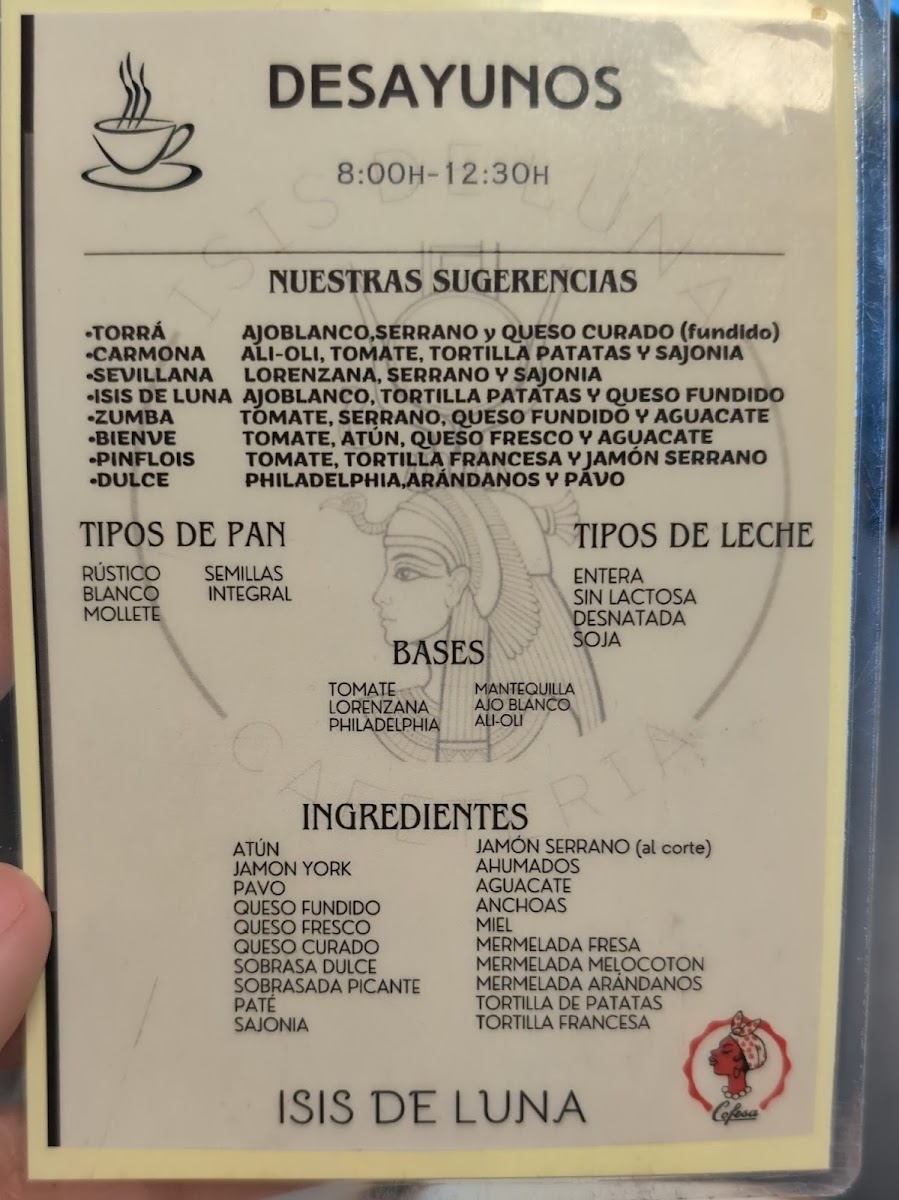 DESAYUNOS
8:00H-12:30H
NUESTRAS SUGERENCIAS
•TORRÁ AJOBLANCO,SERRANO y QUESO CURADO (fundido)
•CARMONA ALI-OLI, TOMATE, TORTILLA PATATAS Y SAJONIA
•SEVILLANA LORENZANA, SERRANO Y SAJONIA
•ISIS DE LUNA AJOBLANCO, TORTILLA PATATAS Y QUESO FUNDIDO
•ZUMBA TOMATE, SERRANO, QUESO FUNDIDO Y AGUACATE
•BIENVE TOMATE, ATÚN, QUESO FRESCO Y AGUACATE
•PINFLOIS TOMATE, TORTILLA FRANCESA Y JAMÓN SERRANO
•DULCE PHILADELPHIA,ARÁNDANOS Y PAVO
TIPOS DE PAN
RÚSTICO SEMILLAS
BLANCO INTEGRAL
MOLLETE
TIPOS DE LECHE
ENTERA
SIN LACTOSA
DESNATADA
SOJA
BASES
TOMATE MANTEQUILLA
LORENZANA AJO BLANCO
PHILADELPHIA ALI-OLI
INGREDIENTES
ATÚN
JAMON YORK
PAVO
QUESO FUNDIDO
QUESO FRESCO
QUESO CURADO
SOBRASA DULCE
SOBRASADA PICANTE
PATÉ
SAJONIA
JAMÓN SERRANO (al corte)
AHUMADOS
AGUACATE
ANCHOAS
MIEL
MERMELADA FRESA
MERMELADA MELOCOTON
MERMELADA ARÁNDANOS
TORTILLA DE PATATAS
TORTILLA FRANCESA
ISIS DE LUNA
CAFETERIA
ISIS DE LUNA
Cofesa